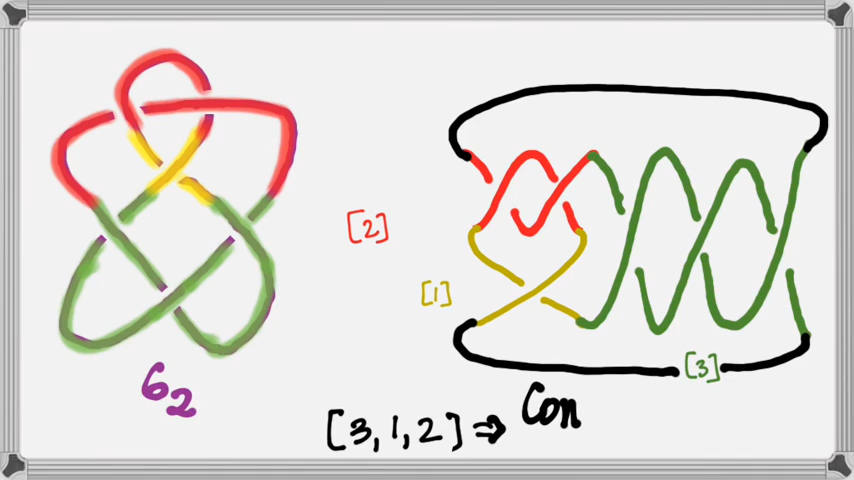 [2]
[1]
[3]
6₂
[3,1,2] ⇒ Con